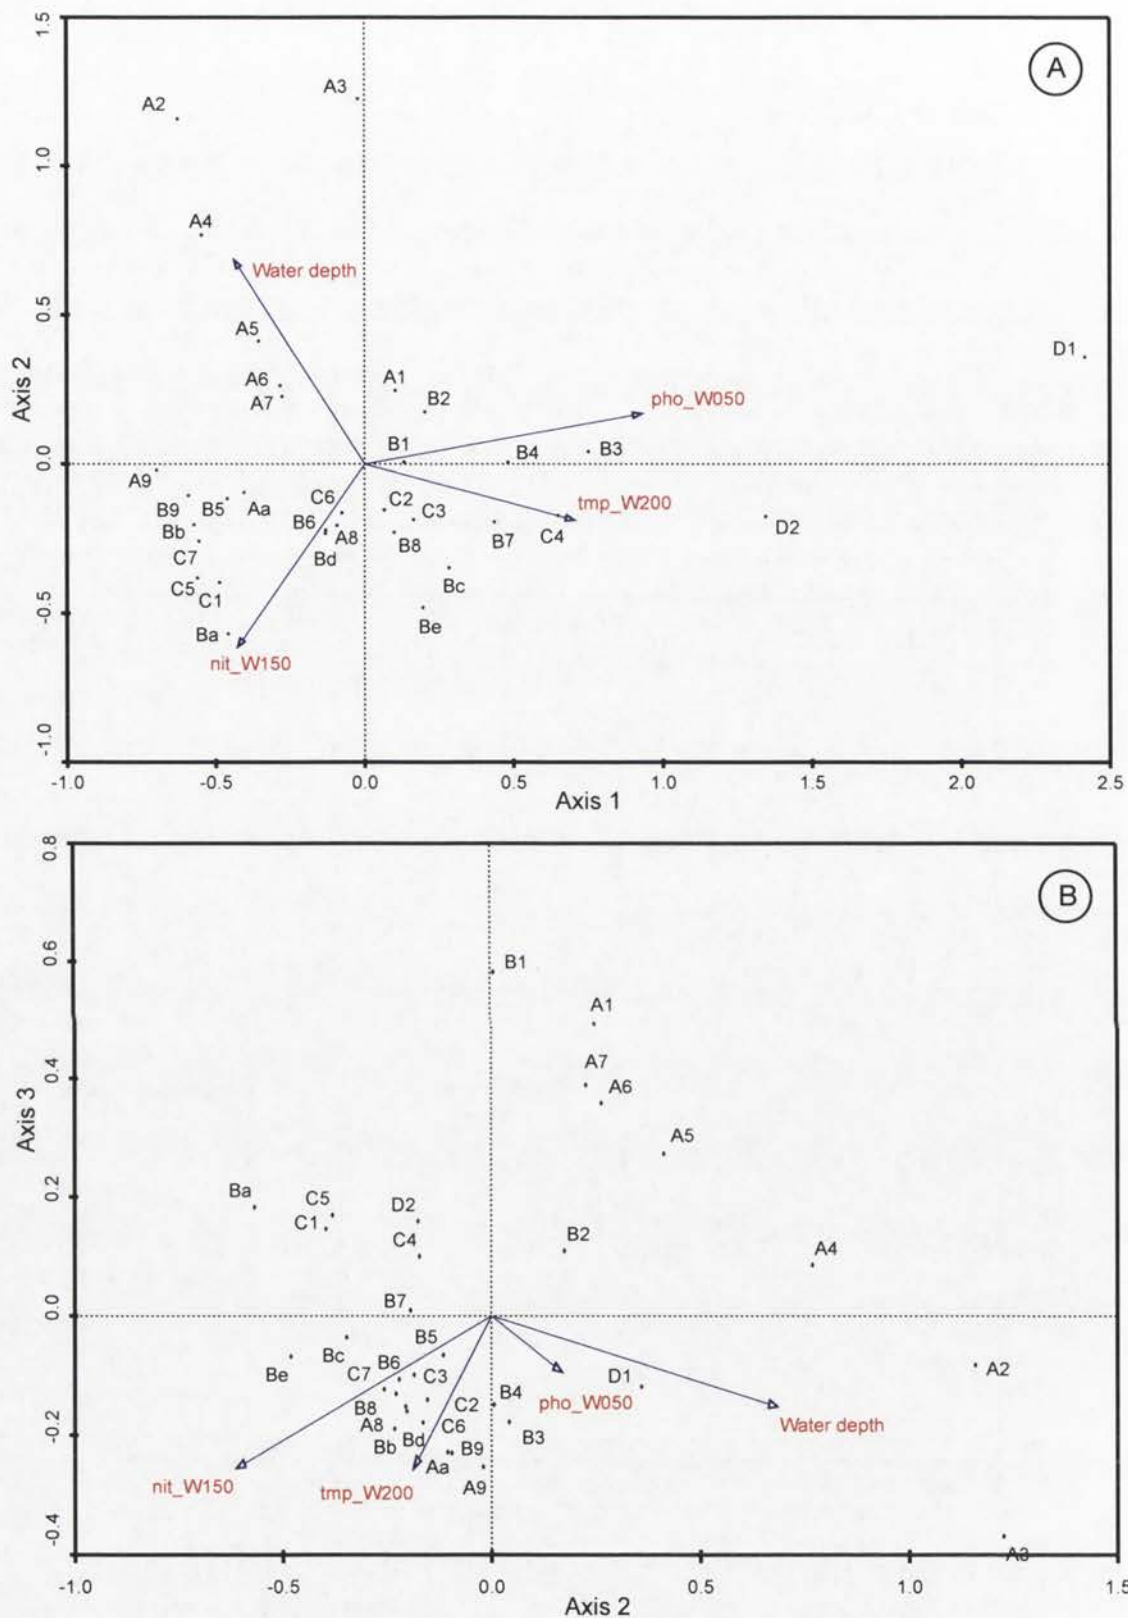 A
1.5
A3
A2
1.0
A4
Water depth
0.5
A5
D1
A6
A1
A7
B2
pho_W050
Axis 2
B1
B4
B3
0.0
A9
C6
C2
tmp_W200
B9
B5
Aa
C3
Bb
B6
A8
B8
B7
C4
D2
C7
Bd
C5
C1
Bc
-0.5
Ba
Be
nit_W150
-1.0
-1.0
-0.5
0.0
0.5
1.0
1.5
2.0
2.5
Axis 1
B
0.8
0.6
B1
A1
A7
A6
0.4
A5
Axis 3
Ba
C5
D2
0.2
C1
C4
B2
A4
B7
0.0
B5
Bc
B6
Be
C7
C3
D1
A2
B4
pho_W050
B8
C2
Water depth
-0.2
A8
C6
B3
Bb
Bd
B9
Aa
nit_W150
tmp_W200
A9
-0.4
A3
-1.0
-0.5
0.0
0.5
1.0
1.5
Axis 2